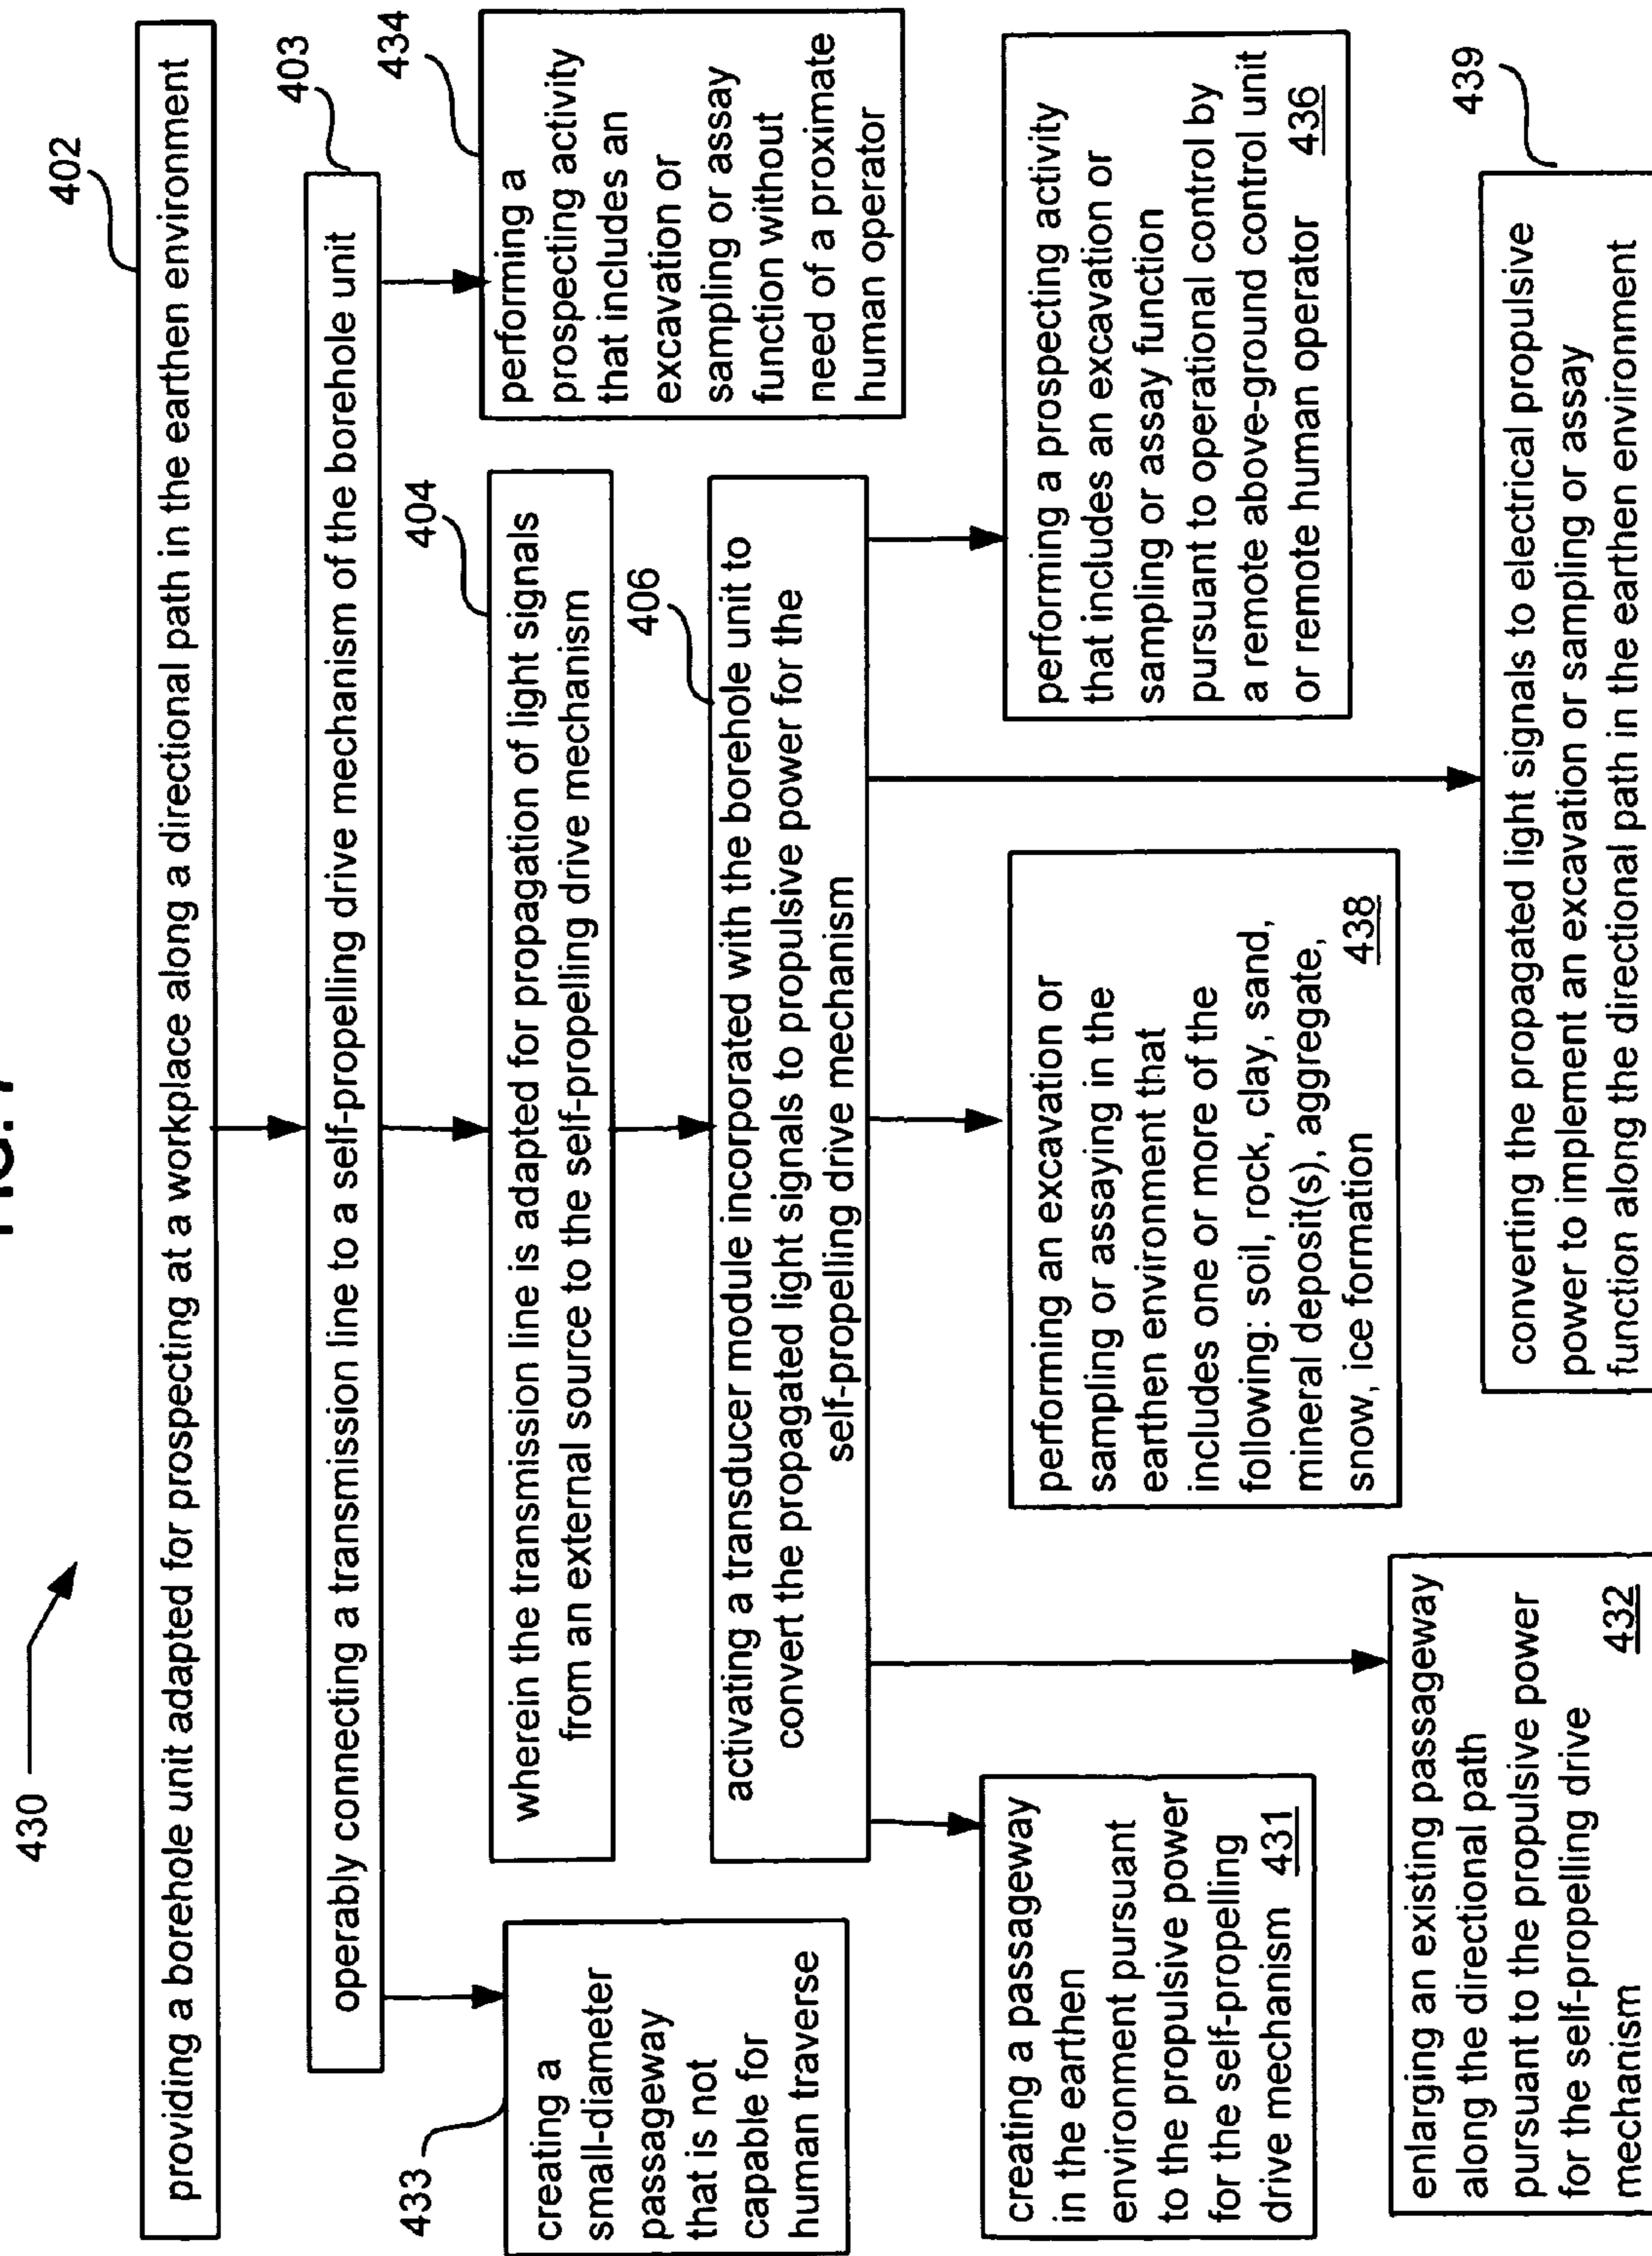 430
402
providing a borehole unit adapted for prospecting at a workplace along a directional path in the earthen environment
403
operably connecting a transmission line to a self-propelling drive mechanism of the borehole unit
433
creating a
small-diameter
passageway
that is not
capable for
human traverse
404
wherein the transmission line is adapted for propagation of light signals
from an external source to the self-propelling drive mechanism
434
performing a
prospecting activity
that includes an
excavation or
sampling or assay
function without
need of a proximate
human operator
406
activating a transducer module incorporated with the borehole unit to
convert the propagated light signals to propulsive power for the
self-propelling drive mechanism
creating a passageway
in the earthen
environment pursuant
to the propulsive power
for the self-propelling
drive mechanism 431
performing an excavation or
sampling or assaying in the
earthen environment that
includes one or more of the
following: soil, rock, clay, sand,
mineral deposit(s), aggregate,
snow, ice formation 438
performing a prospecting activity
that includes an excavation or
sampling or assay function
pursuant to operational control by
a remote above-ground control unit
or remote human operator 436
enlarging an existing passageway
along the directional path
pursuant to the propulsive power
for the self-propelling drive
mechanism 432
439
converting the propagated light signals to electrical propulsive
power to implement an excavation or sampling or assay
function along the directional path in the earthen environment